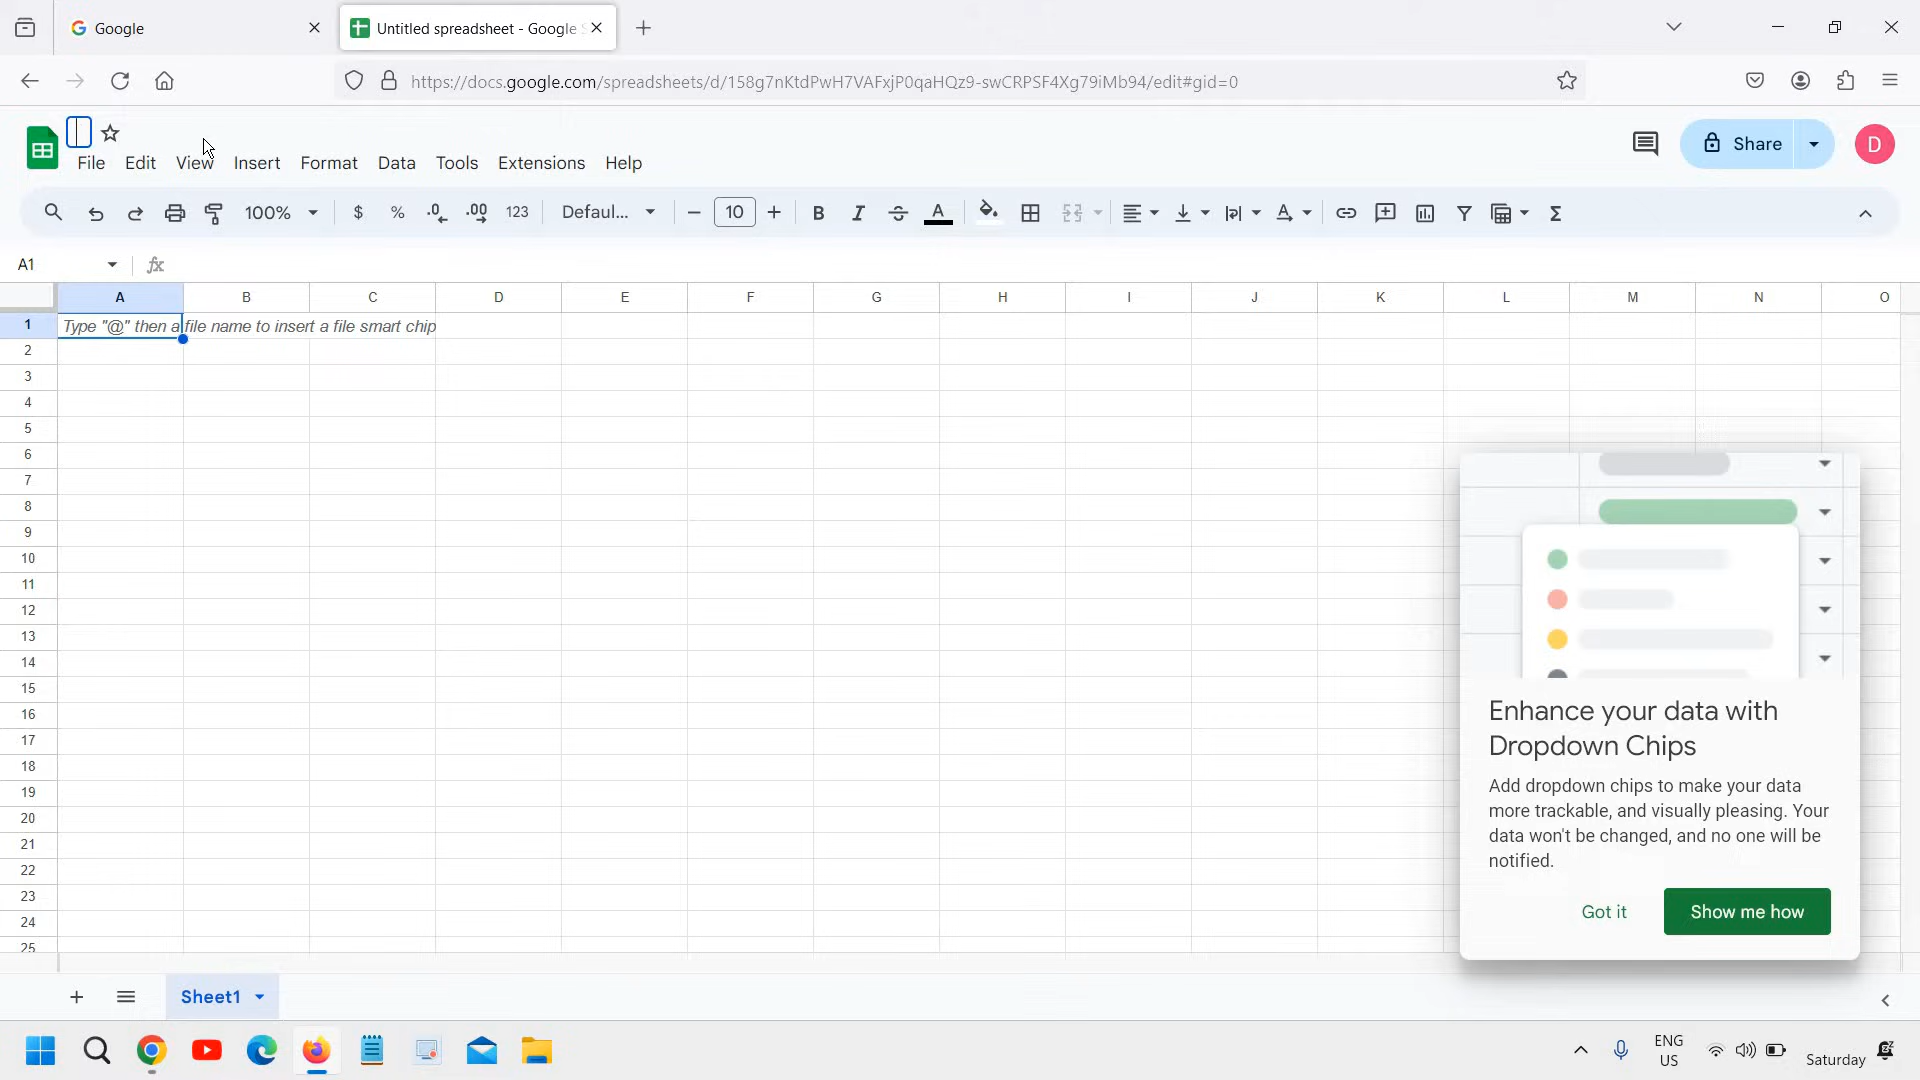 Google
Untitled spreadsheet - Google S
https://docs.google.com/spreadsheets/d/158g7nKtdPwH7VAFxjP0qaHQz9-swCRPSF4Xg79iMb94/edit#gid=0
File Edit View Insert Format Data Tools Extensions Help
Share
D
100% $ % .0 .00 123 Defaul... 10 B I S A A Σ
A1 fx
A B C D E F G H I J K L M N O
1 Type "@" then a file name to insert a file smart chip
2
3
4
5
6
7
8
9
10
11
12
13
14
15
16
17
18
19
20
21
22
23
24
25
Enhance your data with
Dropdown Chips
Add dropdown chips to make your data
more trackable, and visually pleasing. Your
data won't be changed, and no one will be
notified.
Got it Show me how
Sheet1
ENG
US
Saturday